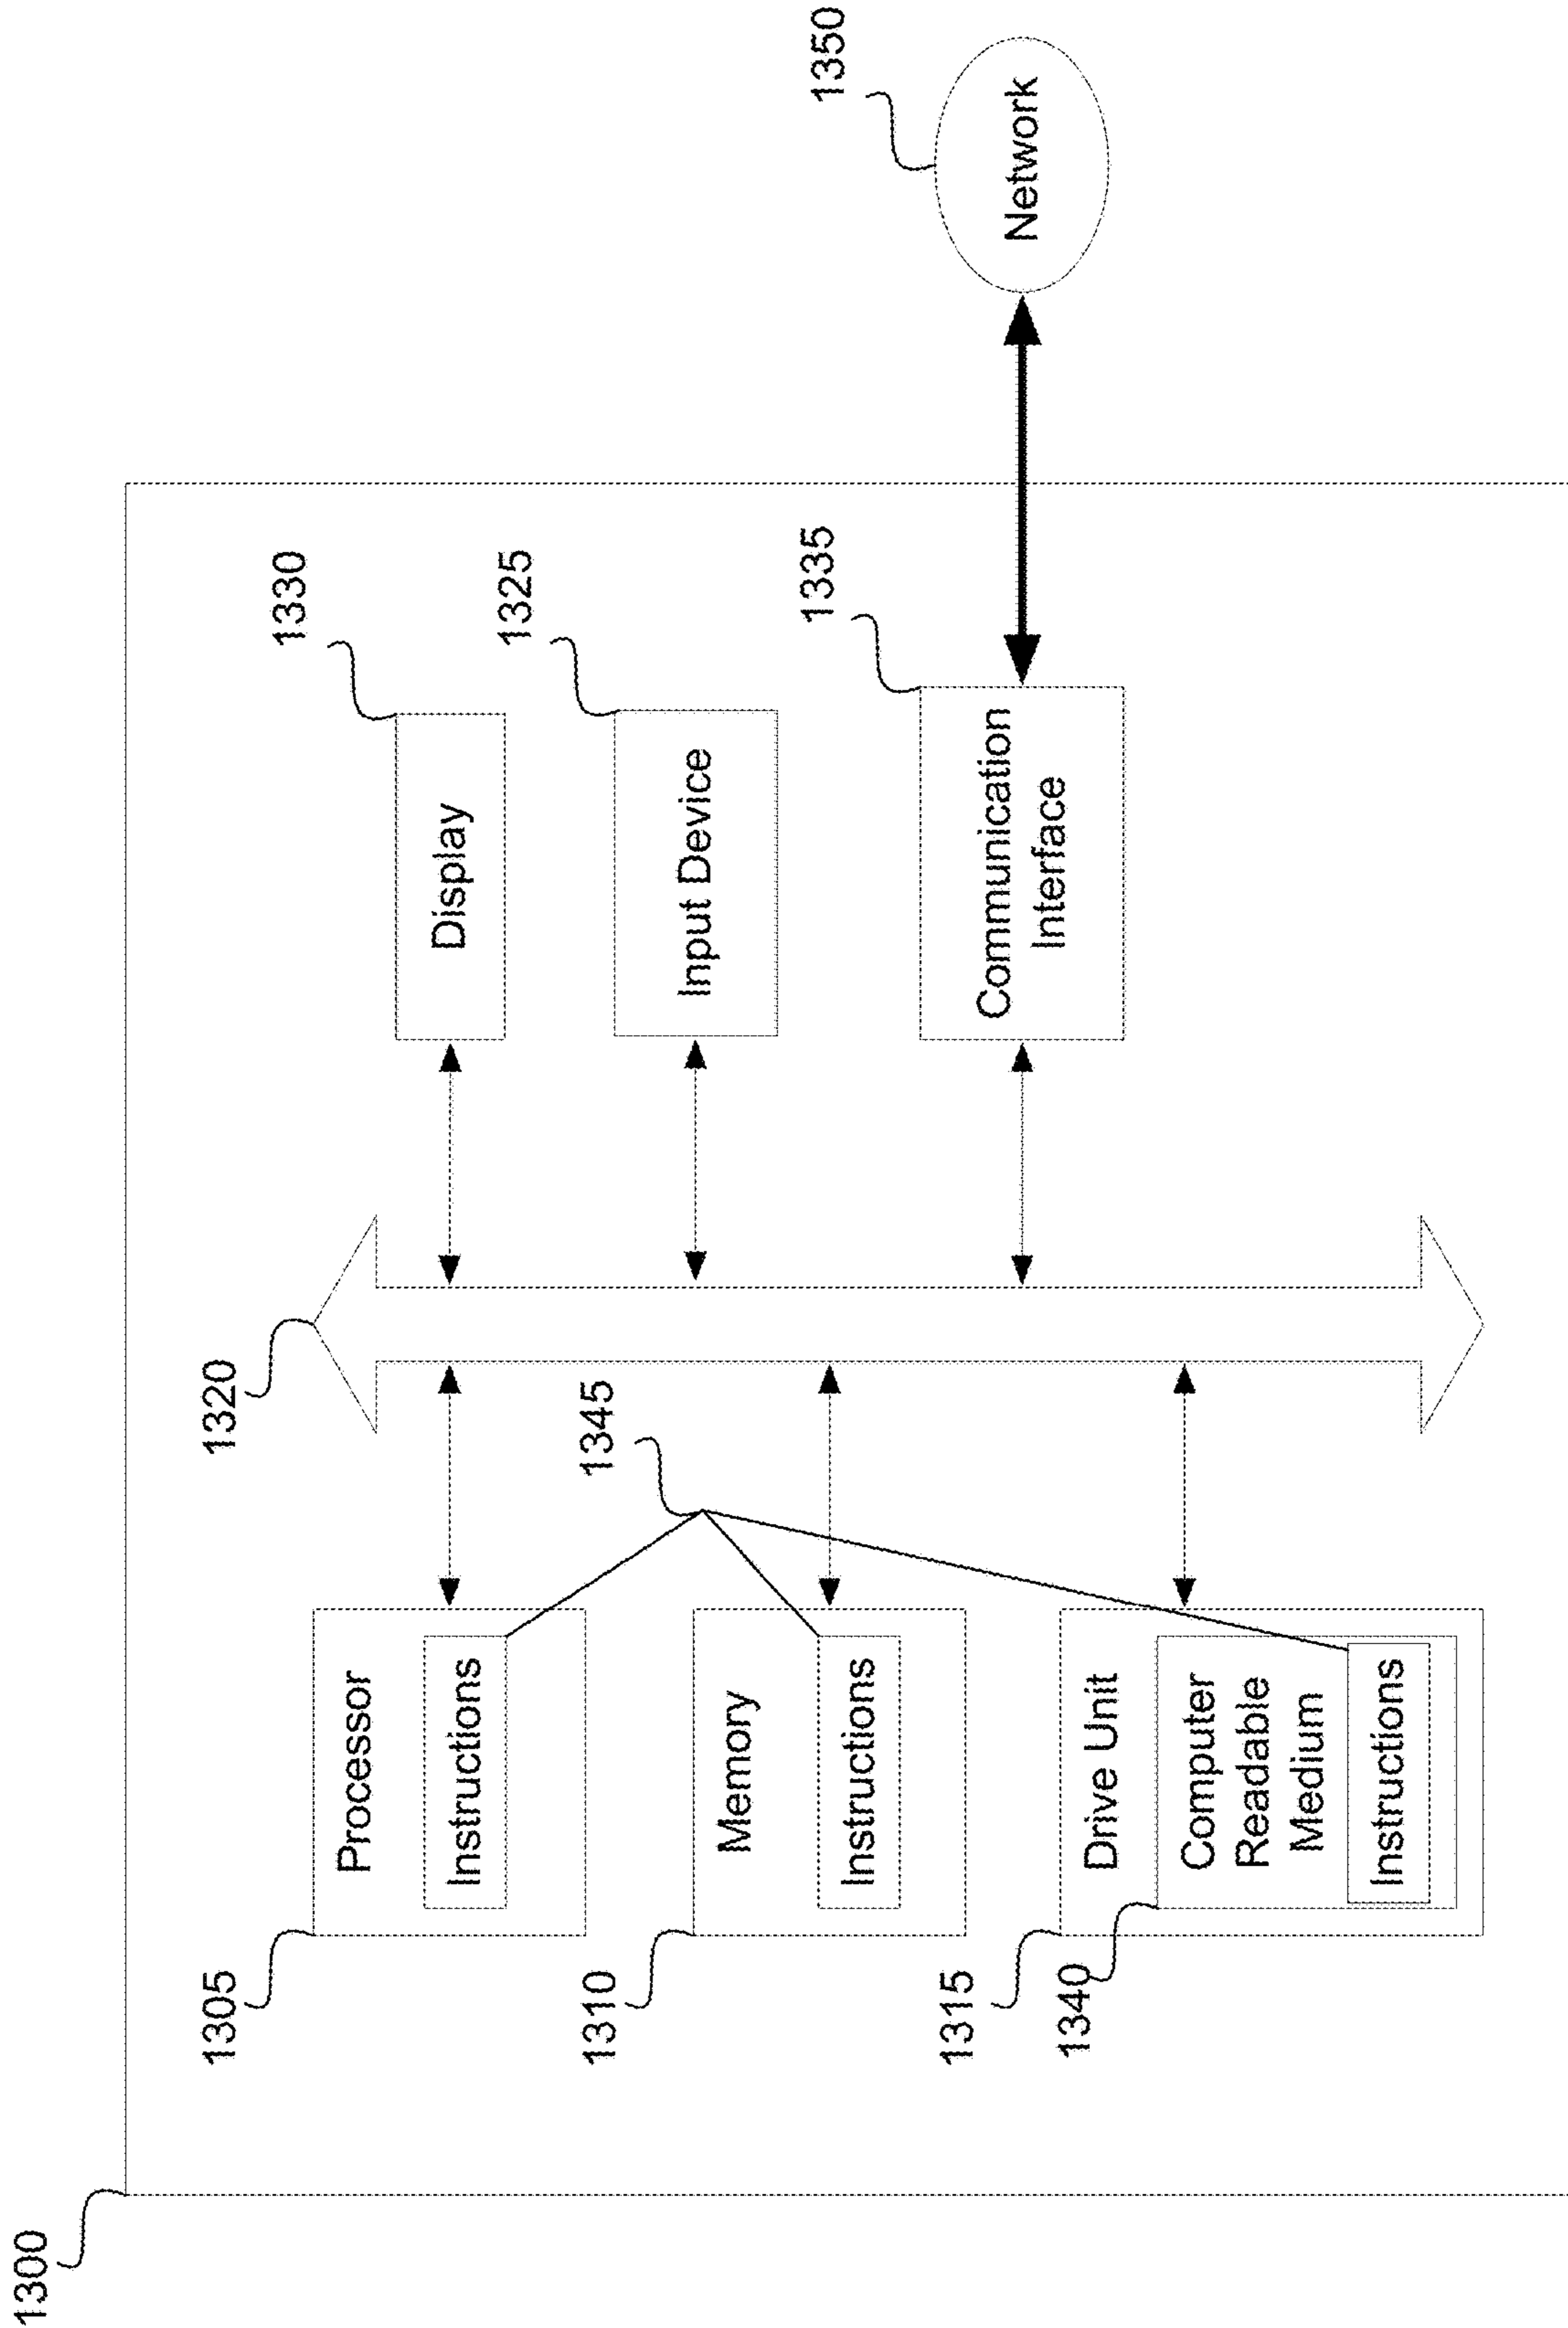 1300
1305
Processor
Instructions
1310
Memory
Instructions
1315
Drive Unit
1340
Computer
Readable
Medium
Instructions
1320
1345
1330
Display
1325
Input Device
1335
Communication
Interface
1350
Network